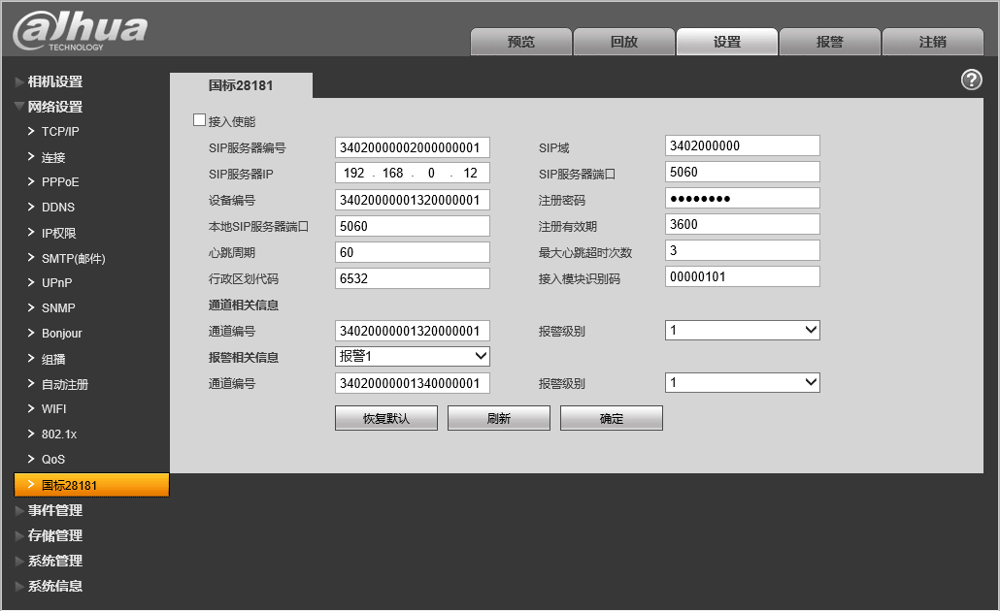 alhua
TECHNOLOGY
预览 回放 设置 报警 注销
相机设置
网络设置
TCP/IP
连接
PPPoE
DDNS
IP权限
SMTP(邮件)
UPnP
SNMP
Bonjour
组播
自动注册
WIFI
802.1x
QoS
国标28181
事件管理
存储管理
系统管理
系统信息
国标28181
?
接入使能
SIP服务器编号 34020000002000000001 SIP域 3402000000
SIP服务器IP 192 . 168 . 0 . 12 SIP服务器端口 5060
设备编号 34020000001320000001 注册密码 ●●●●●●●●
本地SIP服务器端口 5060 注册有效期 3600
心跳周期 60 最大心跳超时次数 3
行政区划代码 6532 接入模块识别码 00000101
通道相关信息
通道编号 34020000001320000001 报警级别 1
报警相关信息 报警1
通道编号 34020000001340000001 报警级别 1
恢复默认 刷新 确定